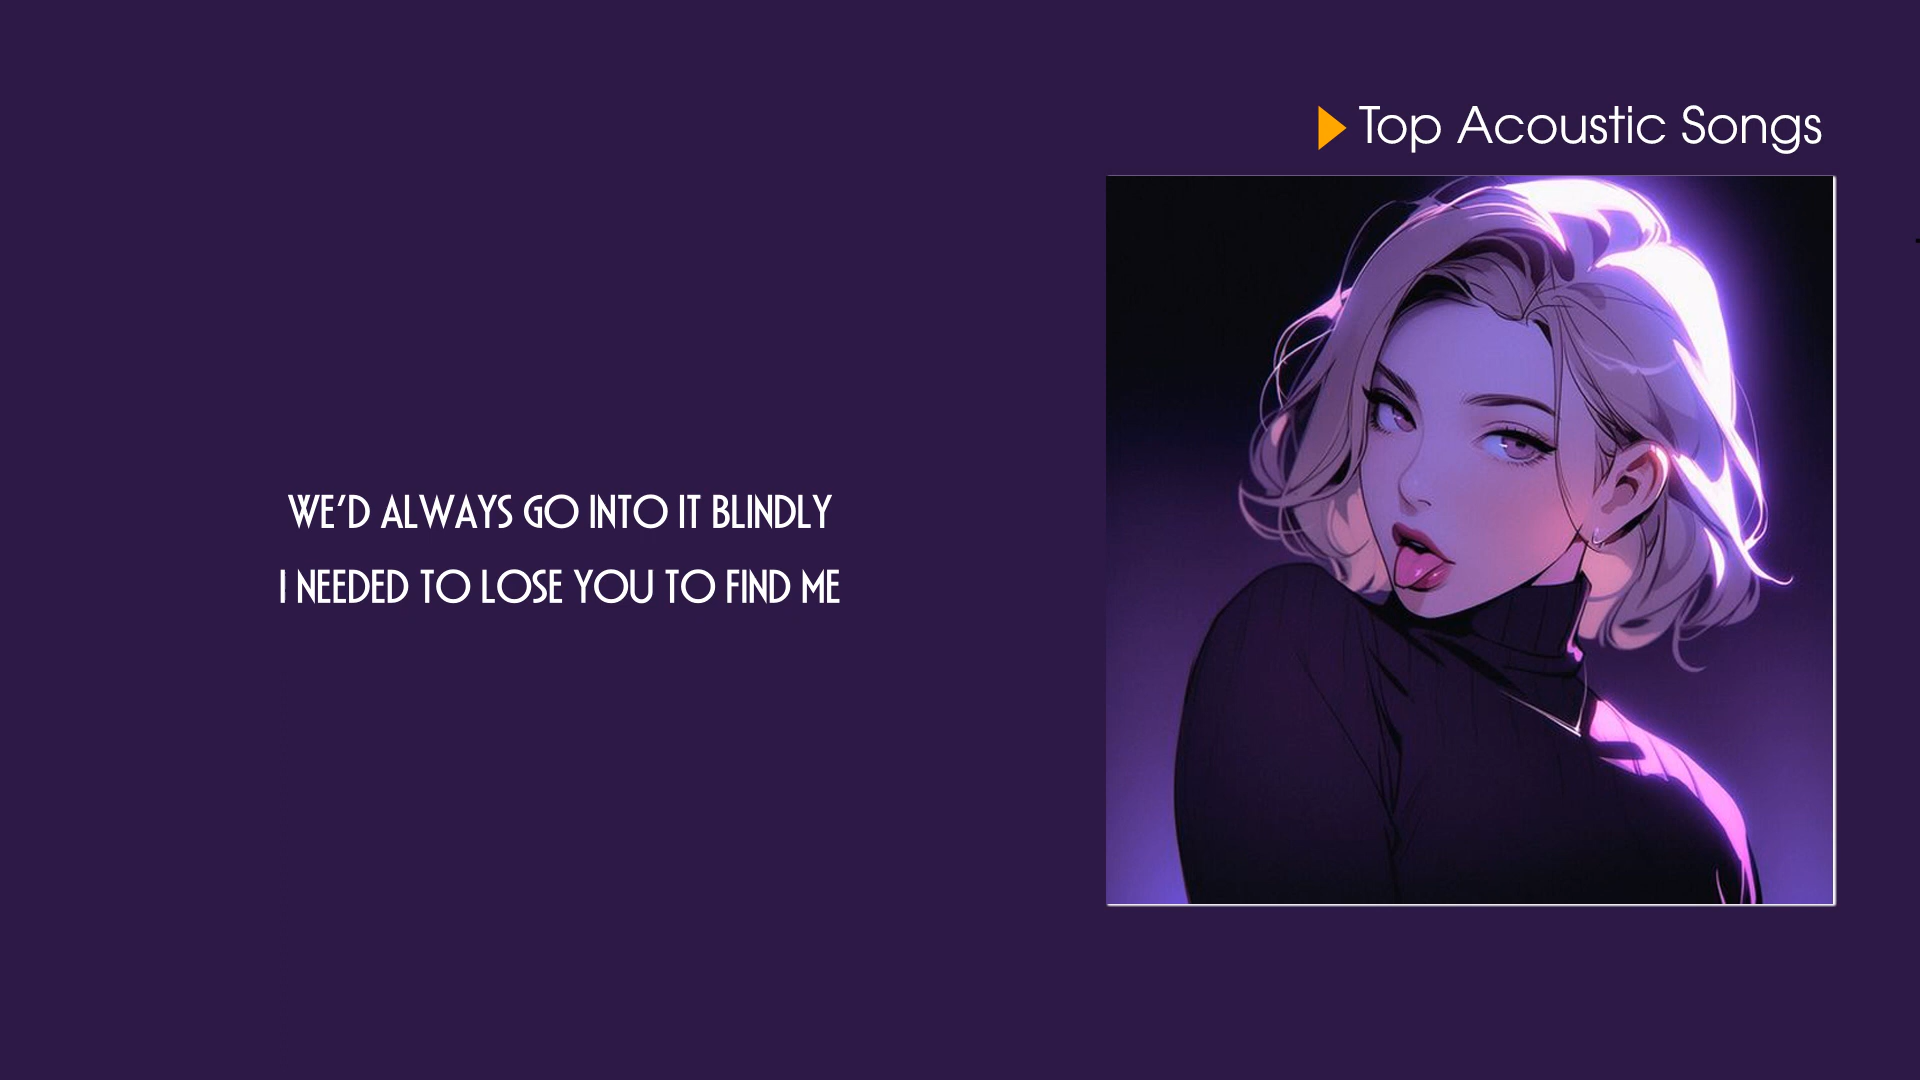 Top Acoustic Songs
WE'D ALWAYS GO INTO IT BLINDLY
I NEEDED TO LOSE YOU TO FIND ME